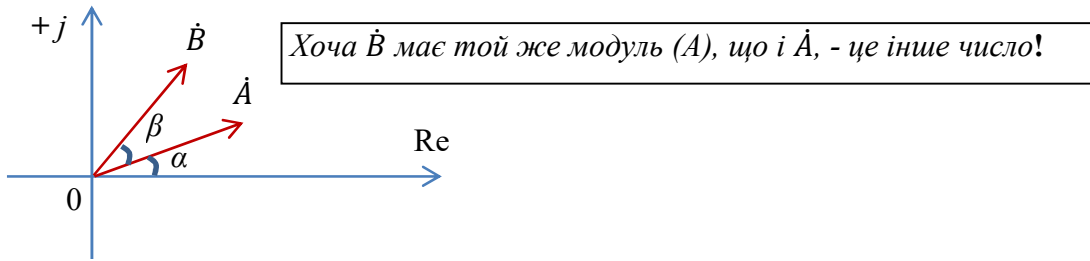 + j
Ḃ
Хоча Ḃ має той же модуль (А), що і Ȧ, - це інше число!
Ȧ
β
α
Re
0